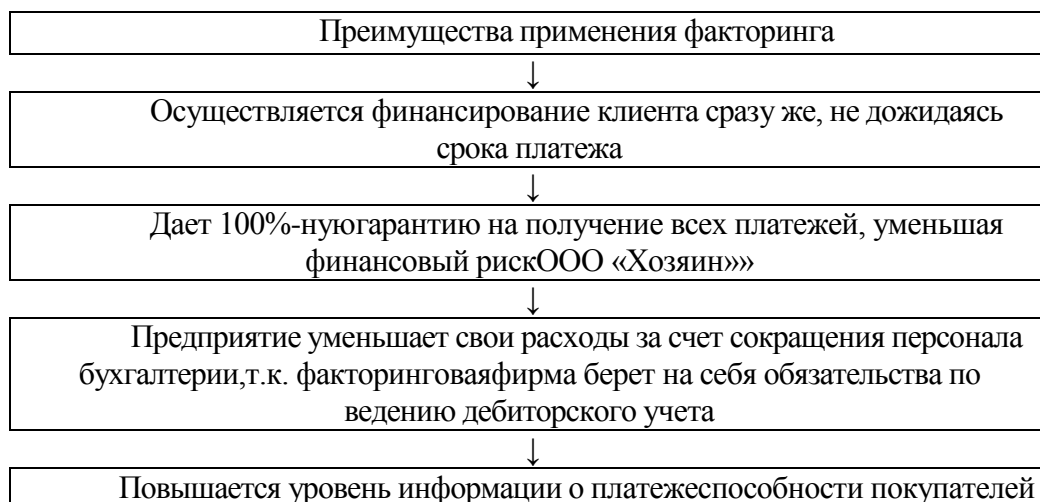 Преимущества применения факторинга
↓
Осуществляется финансирование клиента сразу же, не дожидаясь
срока платежа
↓
Дает 100%-нуюгарантию на получение всех платежей, уменьшая
финансовый рискООО «Хозяин»»
↓
Предприятие уменьшает свои расходы за счет сокращения персонала
бухгалтерии,т.к. факторинговаяфирма берет на себя обязательства по
ведению дебиторского учета
↓
Повышается уровень информации о платежеспособности покупателей